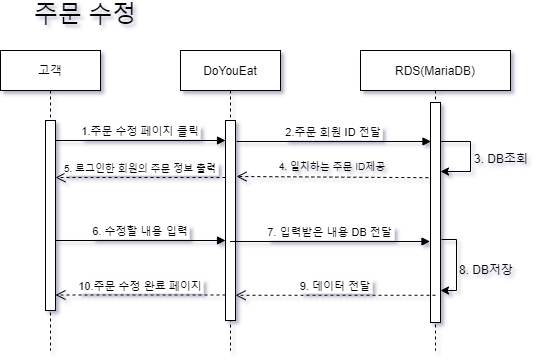 주문 수정
고객
DoYouEat
RDS(MariaDB)
1.주문 수정 페이지 클릭
2.주문 회원 ID 전달
3. DB조회
4. 일치하는 주문 ID제공
5. 로그인한 회원의 주문 정보 출력
6. 수정할 내용 입력
7. 입력받은 내용 DB 전달
8. DB저장
9. 데이터 전달
10.주문 수정 완료 페이지